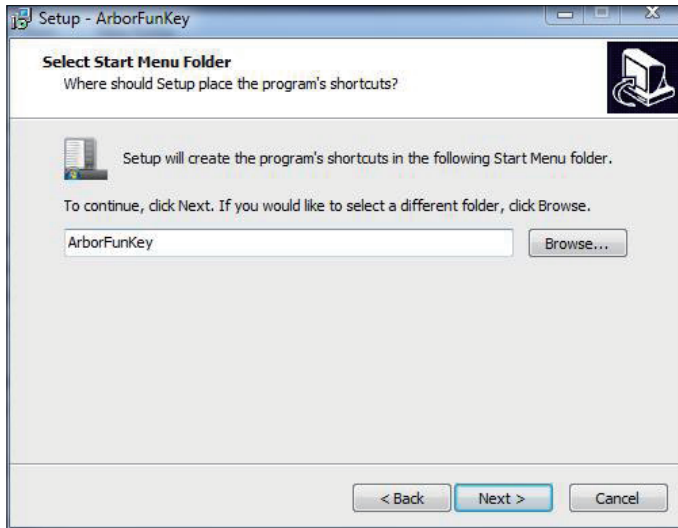 Setup - ArborFunKey
Select Start Menu Folder
Where should Setup place the program's shortcuts?
Setup will create the program's shortcuts in the following Start Menu folder.
To continue, click Next. If you would like to select a different folder, click Browse.
ArborFunKey
Browse...
< Back
Next >
Cancel